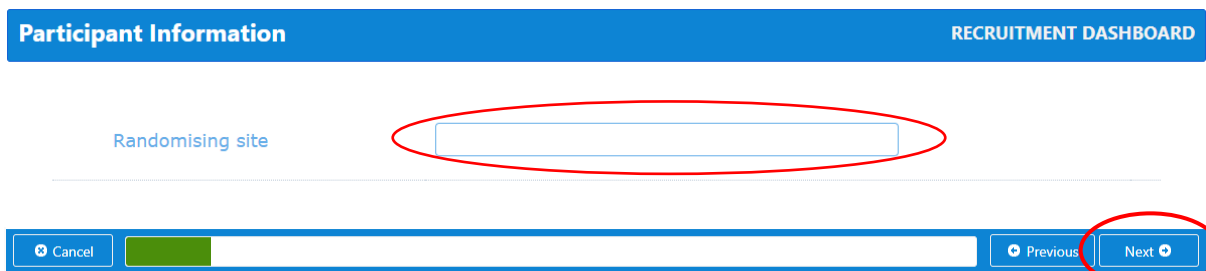 Participant Information RECRUITMENT DASHBOARD
Randomising site
Cancel Previous Next